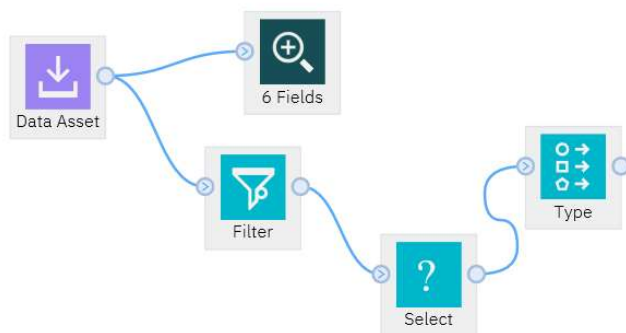 Data Asset
6 Fields
Filter
?
Select
Type